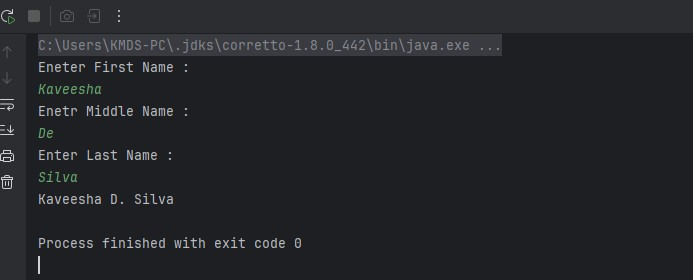 C:\Users\KMDS-PC\.jdks\corretto-1.8.0_442\bin\java.exe ...
Eneter First Name :
Kaveesha
Enetr Middle Name :
De
Enter Last Name :
Silva
Kaveesha D. Silva
Process finished with exit code 0